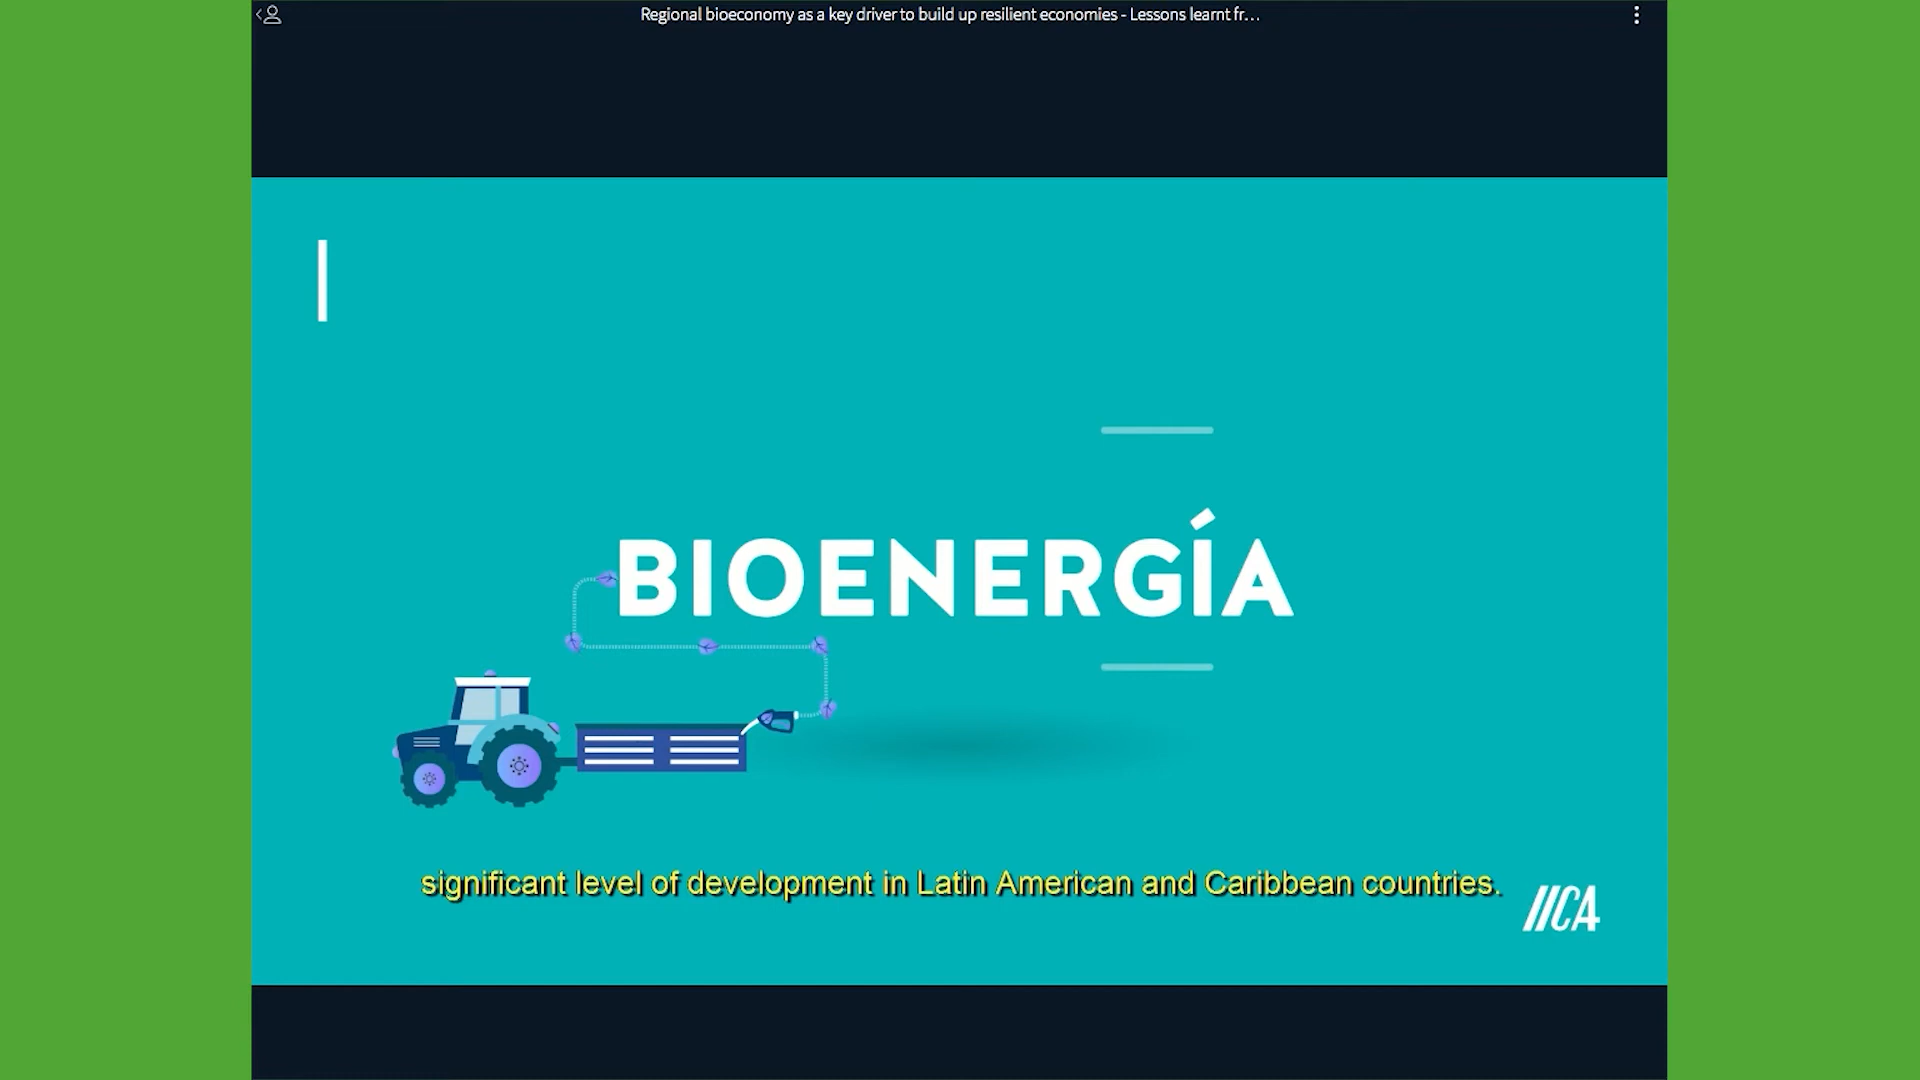 Regional bioeconomy as a key driver to build up resilient economies - Lessons learnt fr...
BIOENERGÍA
significant level of development in Latin American and Caribbean countries.
IICA